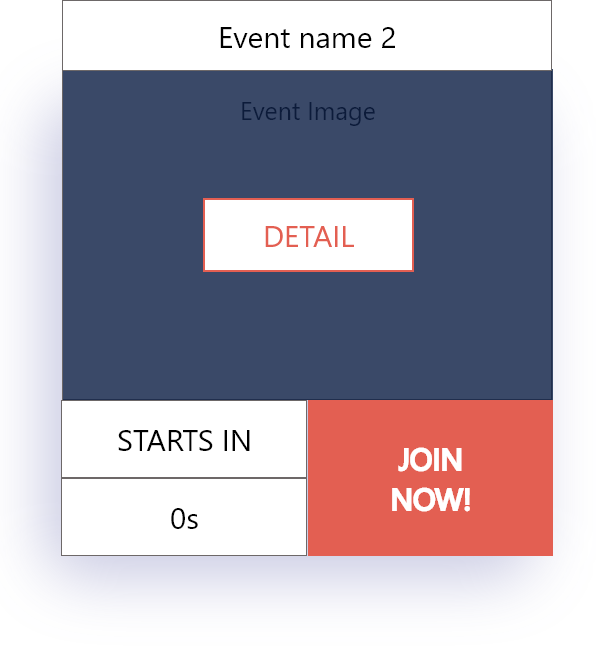 Event name 2
Event Image
DETAIL
STARTS IN
0s
JOIN
NOW!